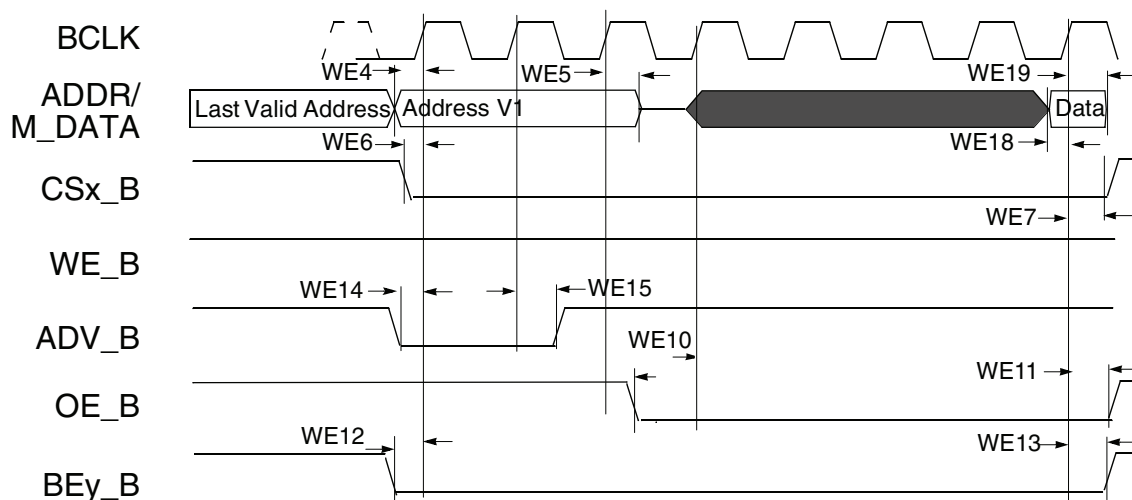 BCLK
WE4
WE5
WE19
ADDR/
M_DATA
Last Valid Address
Address V1
Data
WE6
WE18
CSx_B
WE7
WE_B
WE14
WE15
ADV_B
WE10
WE11
OE_B
WE12
WE13
BEy_B